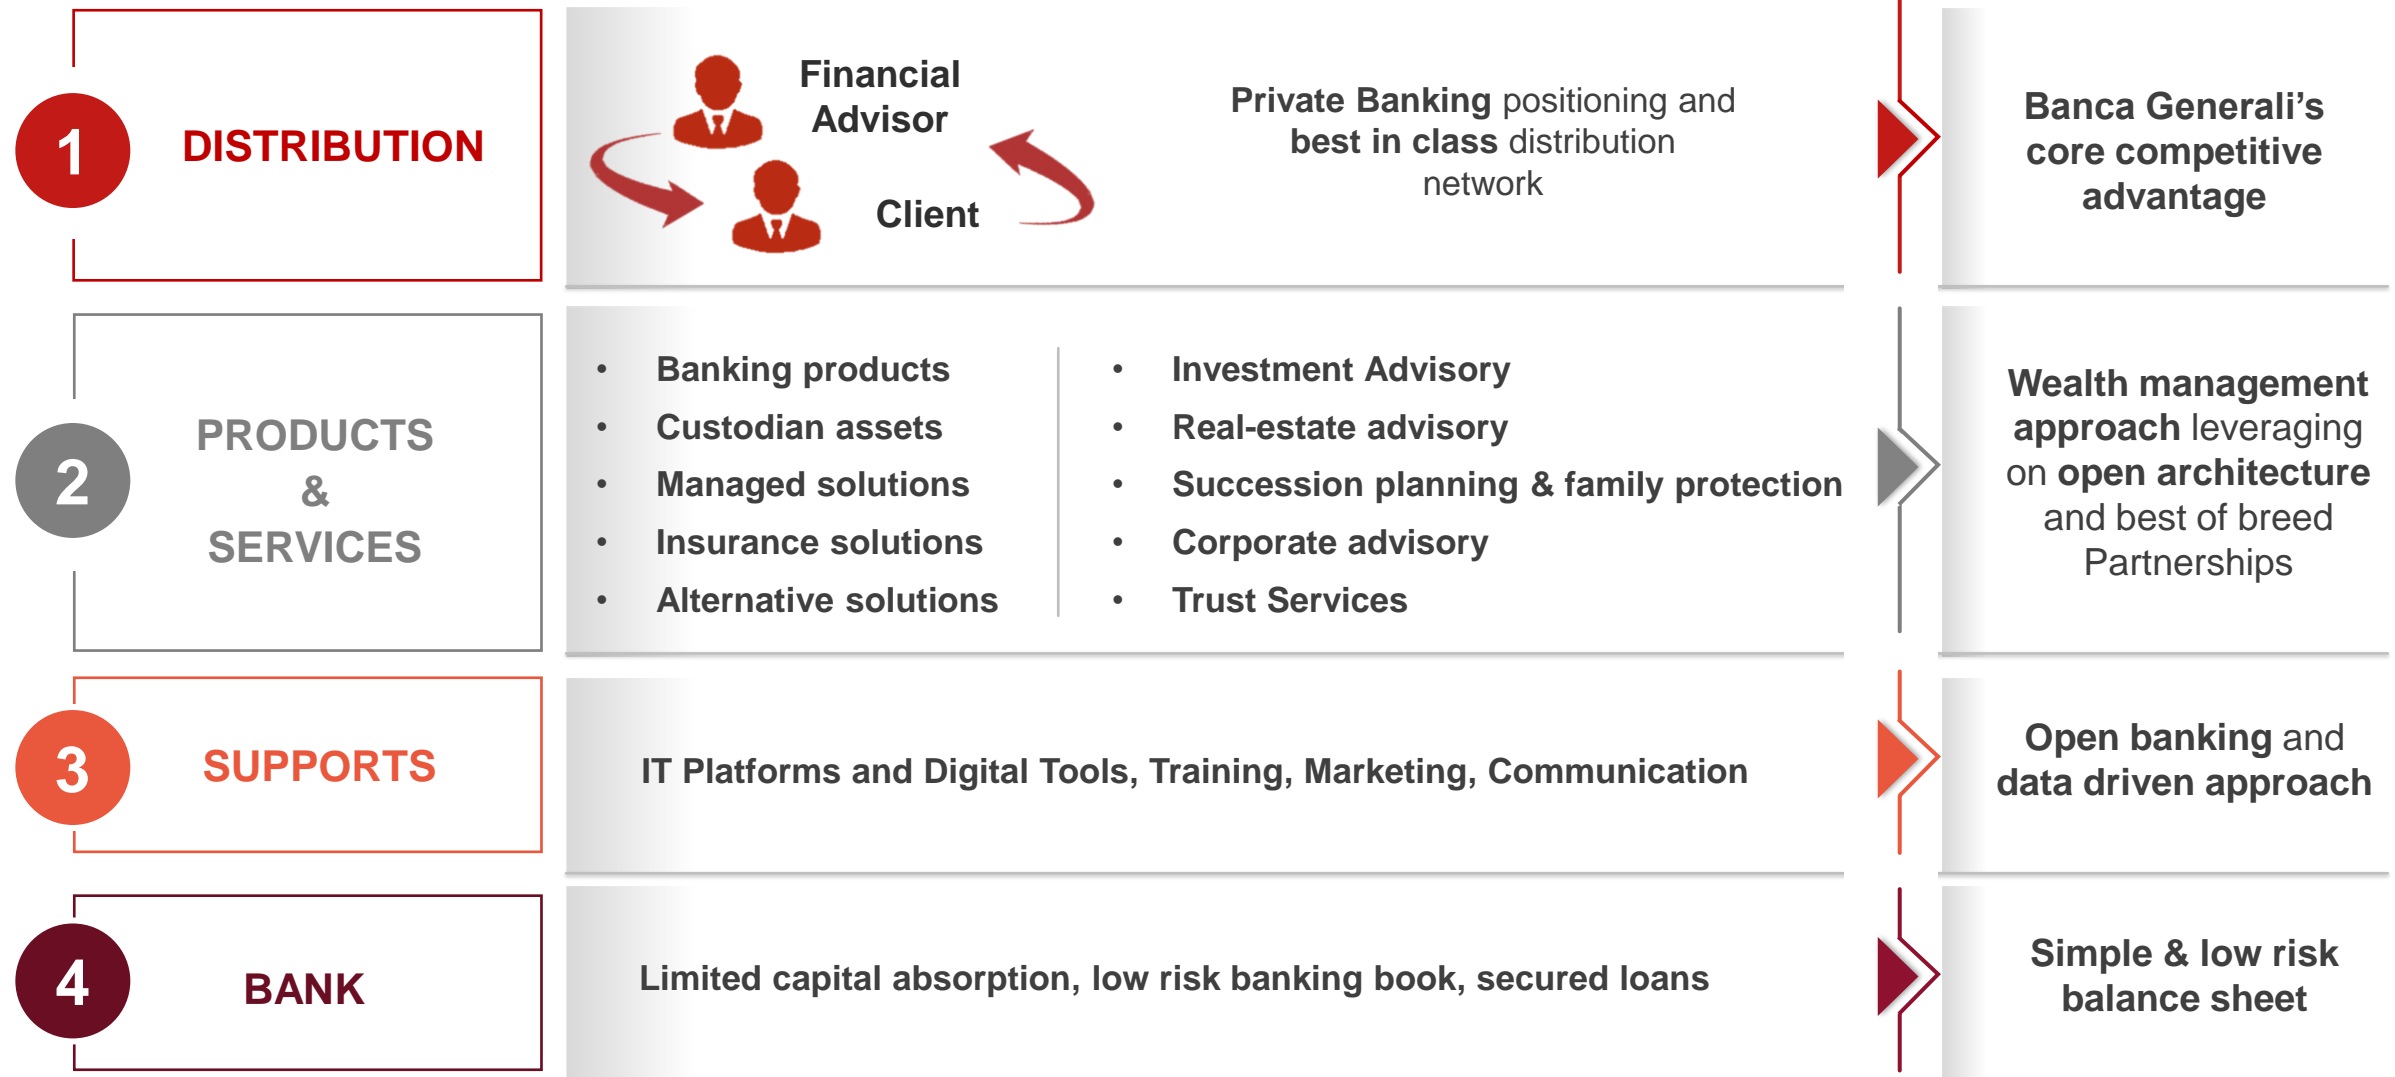 1
DISTRIBUTION
Financial
Advisor
Client
Private Banking positioning and
best in class distribution
network
Banca Generali’s
core competitive
advantage
2
PRODUCTS
&
SERVICES
• Banking products
• Custodian assets
• Managed solutions
• Insurance solutions
• Alternative solutions
• Investment Advisory
• Real-estate advisory
• Succession planning & family protection
• Corporate advisory
• Trust Services
Wealth management
approach leveraging
on open architecture
and best of breed
Partnerships
3
SUPPORTS
IT Platforms and Digital Tools, Training, Marketing, Communication
Open banking and
data driven approach
4
BANK
Limited capital absorption, low risk banking book, secured loans
Simple & low risk
balance sheet